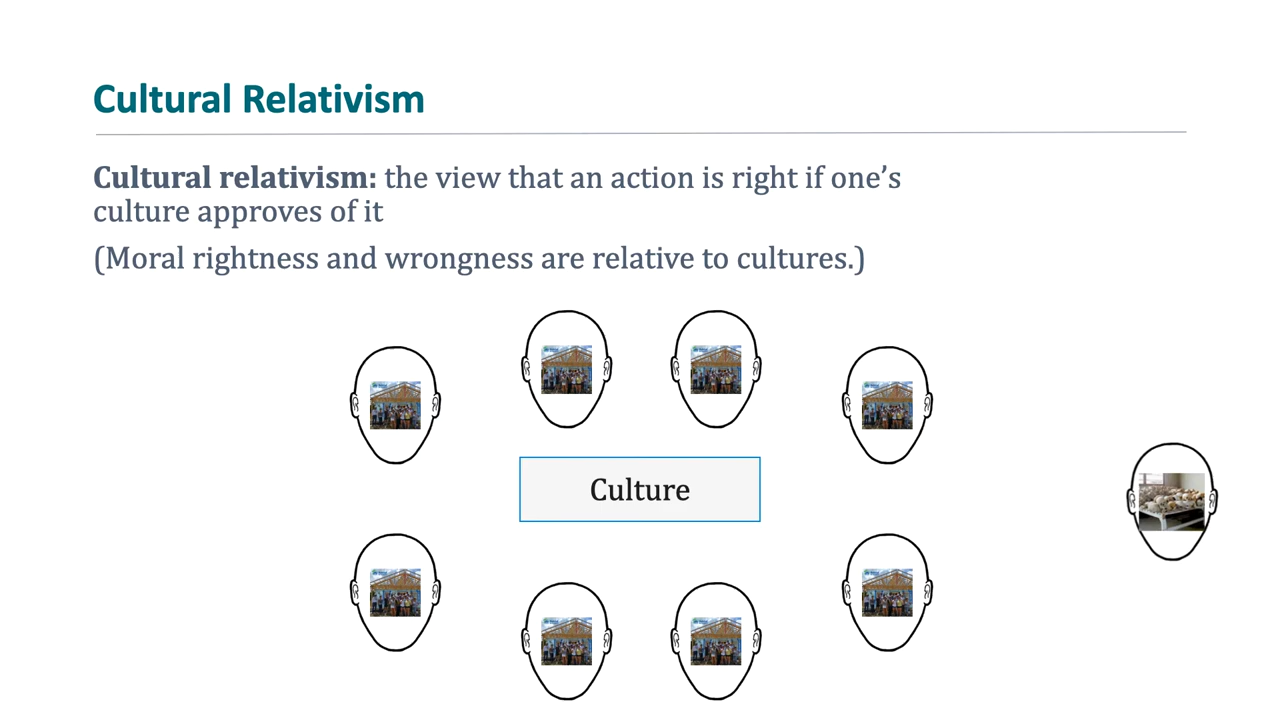 Cultural Relativism
Cultural relativism: the view that an action is right if one’s
culture approves of it
(Moral rightness and wrongness are relative to cultures.)
Culture